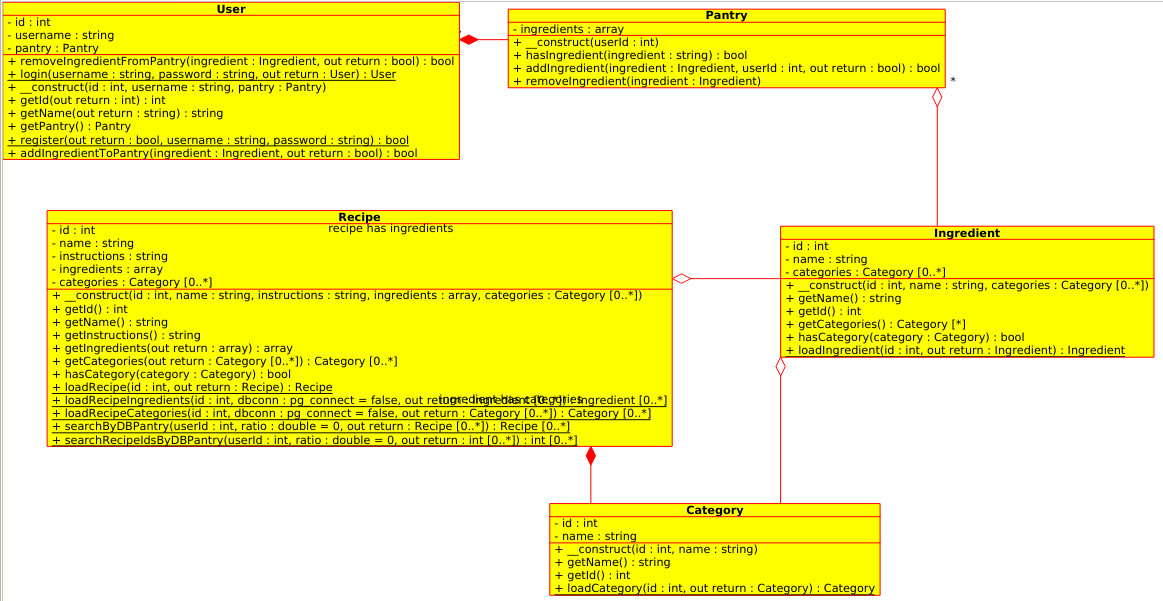 User
- id : int
- username : string
- pantry : Pantry
+ removeIngredientFromPantry(ingredient : Ingredient, out return : bool) : bool
+ login(username : string, password : string, out return : User) : User
+ __construct(id : int, username : string, pantry : Pantry)
+ getId(out return : int) : int
+ getName(out return : string) : string
+ getPantry() : Pantry
+ register(out return : bool, username : string, password : string) : bool
+ addIngredientToPantry(ingredient : Ingredient, out return : bool) : bool
Pantry
- ingredients : array
+ __construct(userId : int)
+ hasIngredient(ingredient : string) : bool
+ addIngredient(ingredient : Ingredient, userId : int, out return : bool) : bool
+ removeIngredient(ingredient : Ingredient)
*
Recipe
- id : int
recipe has ingredients
- name : string
- instructions : string
- ingredients : array
- categories : Category [0..*]
+ __construct(id : int, name : string, instructions : string, ingredients : array, categories : Category [0..*])
+ getId() : int
+ getName() : string
+ getInstructions() : string
+ getIngredients(out return : array) : array
+ getCategories(out return : Category [0..*]) : Category [0..*]
+ hasCategory(category : Category) : bool
+ loadRecipe(id : int, out return : Recipe) : Recipe
+ loadRecipeIngredients(id : int, dbconn : pg_connect = false, out return : Ingredient [0..*]) : Ingredient [0..*]
ingredient has categories
+ loadRecipeCategories(id : int, dbconn : pg_connect = false, out return : Category [0..*]) : Category [0..*]
+ searchByDBPantry(userId : int, ratio : double = 0, out return : Recipe [0..*]) : Recipe [0..*]
+ searchRecipeIdsByDBPantry(userId : int, ratio : double = 0, out return : int [0..*]) : int [0..*]
Ingredient
- id : int
- name : string
- categories : Category [0..*]
+ __construct(id : int, name : string, categories : Category [0..*])
+ getName() : string
+ getId() : int
+ getCategories() : Category [*]
+ hasCategory(category : Category) : bool
+ loadIngredient(id : int, out return : Ingredient) : Ingredient
Category
- id : int
- name : string
+ __construct(id : int, name : string)
+ getName() : string
+ getId() : int
+ loadCategory(id : int, out return : Category) : Category